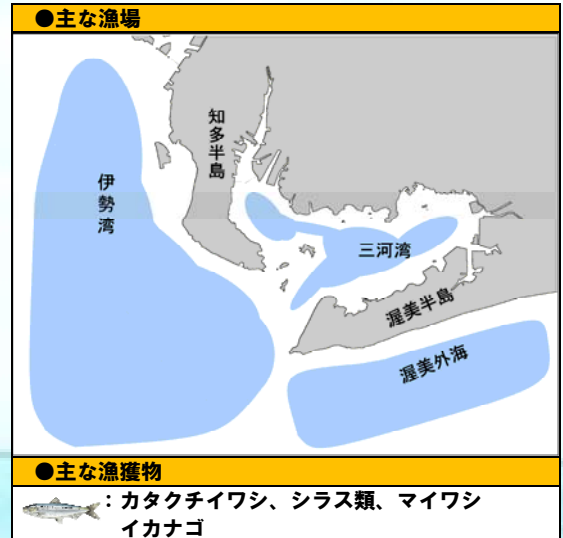 ●主な漁場
知多半島
伊勢湾
三河湾
渥美半島
渥美外海
●主な漁獲物
：カタクチイワシ、シラス類、マイワシ
イカナゴ